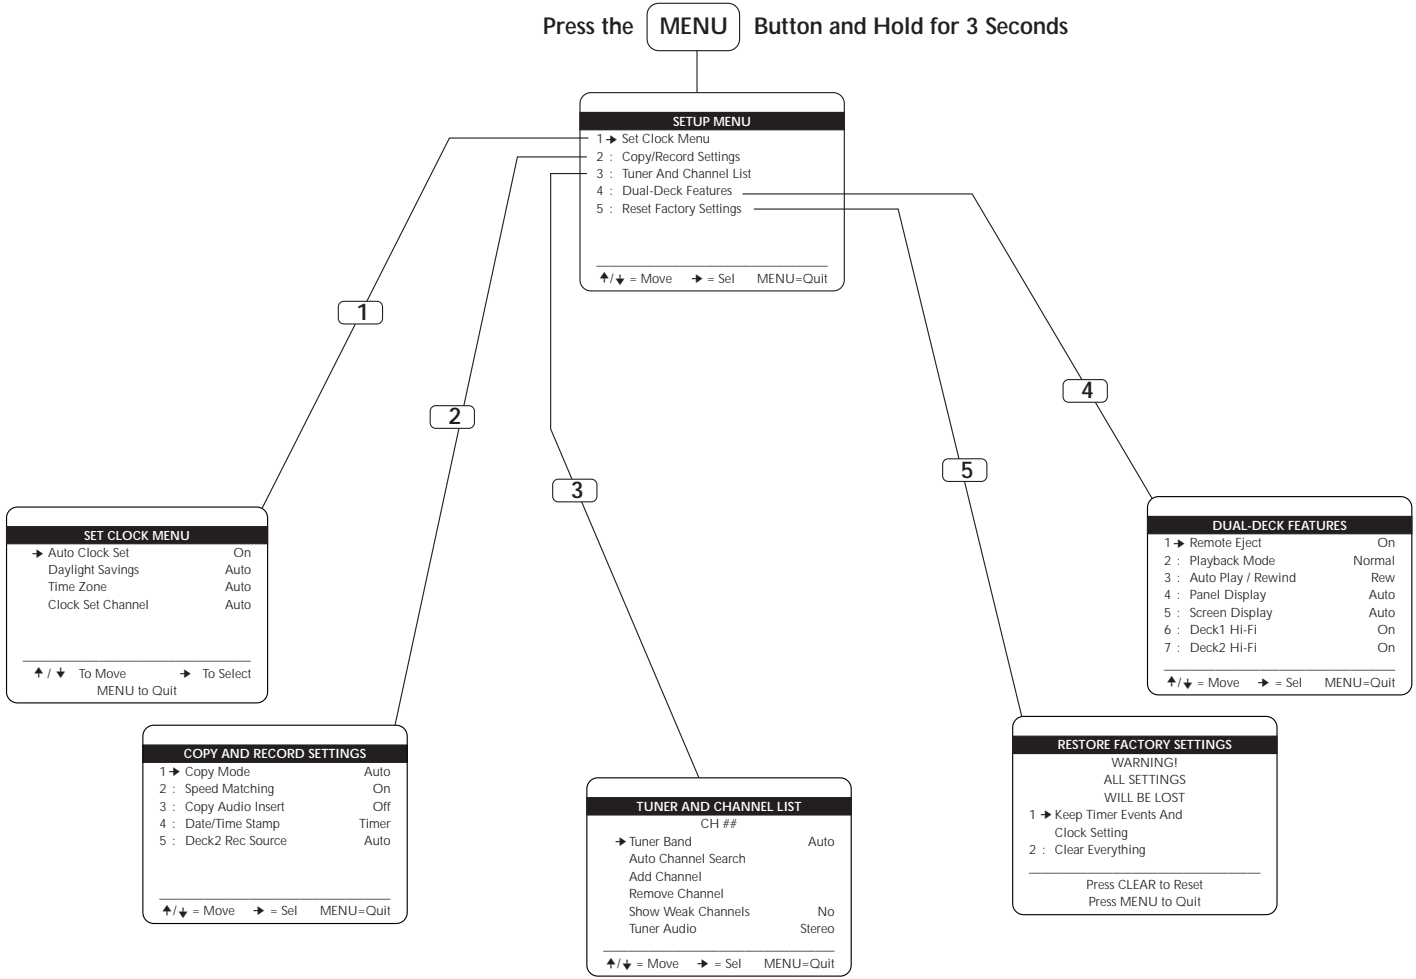 Press the MENU Button and Hold for 3 Seconds
SETUP MENU
1 → Set Clock Menu
2 : Copy/Record Settings
3 : Tuner And Channel List
4 : Dual-Deck Features
5 : Reset Factory Settings
↑/↓ = Move → = Sel MENU=Quit
1
2
3
4
5
SET CLOCK MENU
→ Auto Clock Set On
Daylight Savings Auto
Time Zone Auto
Clock Set Channel Auto
↑ / ↓ To Move → To Select
MENU to Quit
COPY AND RECORD SETTINGS
1 → Copy Mode Auto
2 : Speed Matching On
3 : Copy Audio Insert Off
4 : Date/Time Stamp Timer
5 : Deck2 Rec Source Auto
↑/↓ = Move → = Sel MENU=Quit
TUNER AND CHANNEL LIST
CH ##
→ Tuner Band Auto
Auto Channel Search
Add Channel
Remove Channel
Show Weak Channels No
Tuner Audio Stereo
↑/↓ = Move → = Sel MENU=Quit
RESTORE FACTORY SETTINGS
WARNING!
ALL SETTINGS
WILL BE LOST
1 → Keep Timer Events And
Clock Setting
2 : Clear Everything
Press CLEAR to Reset
Press MENU to Quit
DUAL-DECK FEATURES
1 → Remote Eject On
2 : Playback Mode Normal
3 : Auto Play / Rewind Rew
4 : Panel Display Auto
5 : Screen Display Auto
6 : Deck1 Hi-Fi On
7 : Deck2 Hi-Fi On
↑/↓ = Move → = Sel MENU=Quit